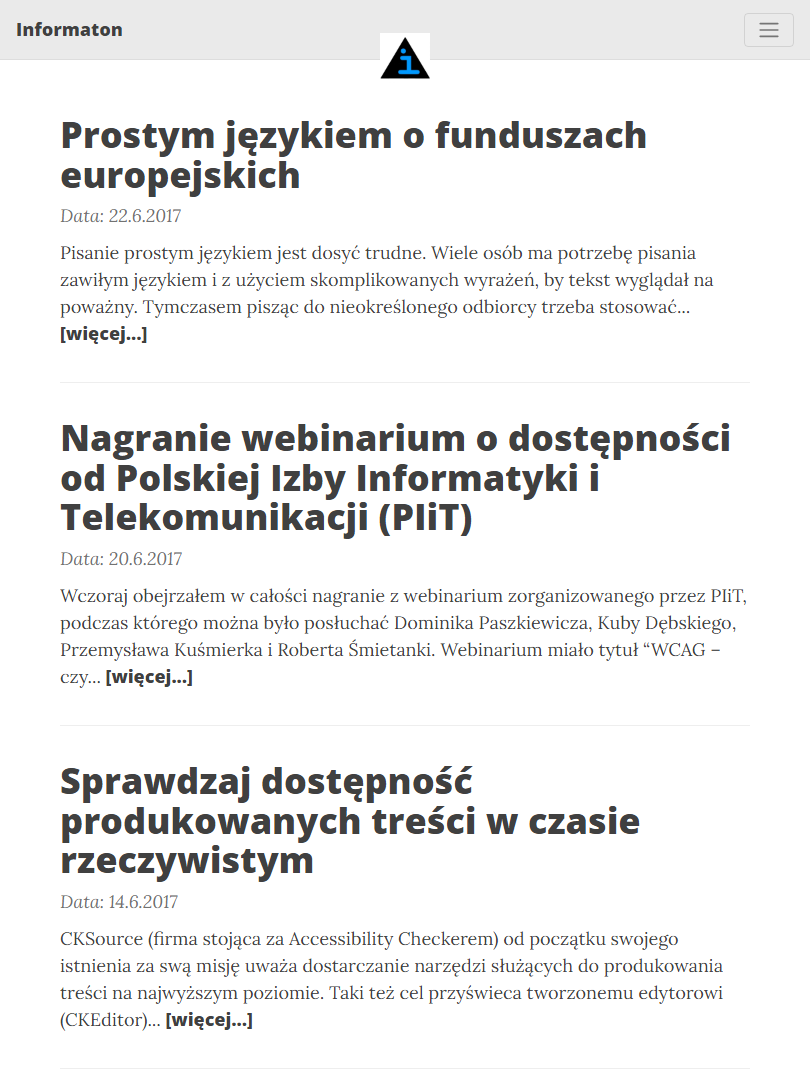 Informaton
i
Prostym językiem o funduszach
europejskich
Data: 22.6.2017
Pisanie prostym językiem jest dosyć trudne. Wiele osób ma potrzebę pisania
zawiłym językiem i z użyciem skomplikowanych wyrażeń, by tekst wyglądał na
poważny. Tymczasem pisząc do nieokreślonego odbiorcy trzeba stosować...
[więcej...]
Nagranie webinarium o dostępności
od Polskiej Izby Informatyki i
Telekomunikacji (PIiT)
Data: 20.6.2017
Wczoraj obejrzałem w całości nagranie z webinarium zorganizowanego przez PIiT,
podczas którego można było posłuchać Dominika Paszkiewicza, Kuby Dębskiego,
Przemysława Kuśmierka i Roberta Śmietanki. Webinarium miało tytuł “WCAG –
czy... [więcej...]
Sprawdzaj dostępność
produkowanych treści w czasie
rzeczywistym
Data: 14.6.2017
CKSource (firma stojąca za Accessibility Checkerem) od początku swojego
istnienia za swą misję uważa dostarczanie narzędzi służących do produkowania
treści na najwyższym poziomie. Taki też cel przyświeca tworzonemu edytorowi
(CKEditor)... [więcej...]